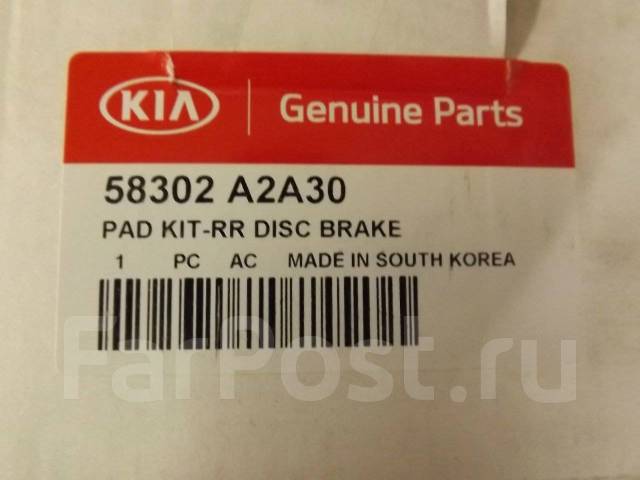 KIA Genuine Parts
58302 A2A30
PAD KIT-RR DISC BRAKE
1 PC AC MADE IN SOUTH KOREA
FarPost.ru